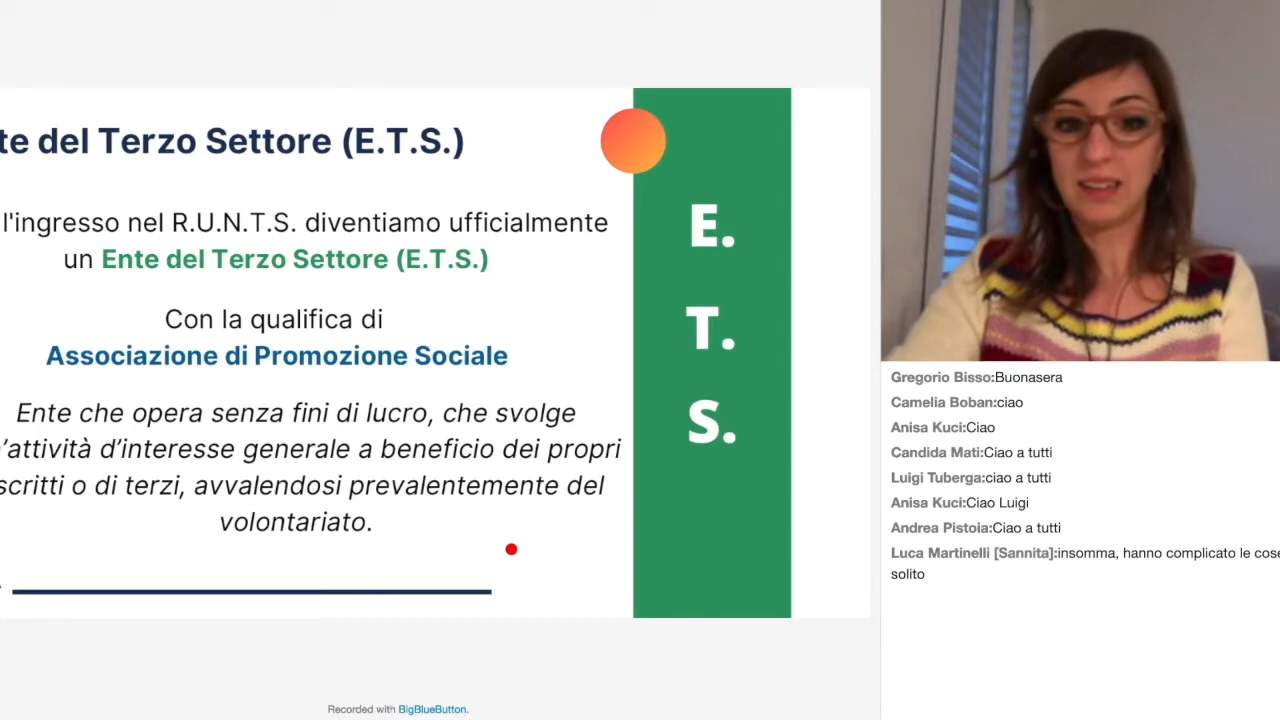 te del Terzo Settore (E.T.S.)
l'ingresso nel R.U.N.T.S. diventiamo ufficialmente
un Ente del Terzo Settore (E.T.S.)
Con la qualifica di
Associazione di Promozione Sociale
Ente che opera senza fini di lucro, che svolge
'attività d'interesse generale a beneficio dei propri
scritti o di terzi, avvalendosi prevalentemente del
volontariato.
E.
T.
S.
Gregorio Bisso:Buonasera
Camelia Boban:ciao
Anisa Kuci:Ciao
Candida Mati:Ciao a tutti
Luigi Tuberga:ciao a tutti
Anisa Kuci:Ciao Luigi
Andrea Pistoia:Ciao a tutti
Luca Martinelli [Sannita]:insomma, hanno complicato le cose
solito
Recorded with BigBlueButton.